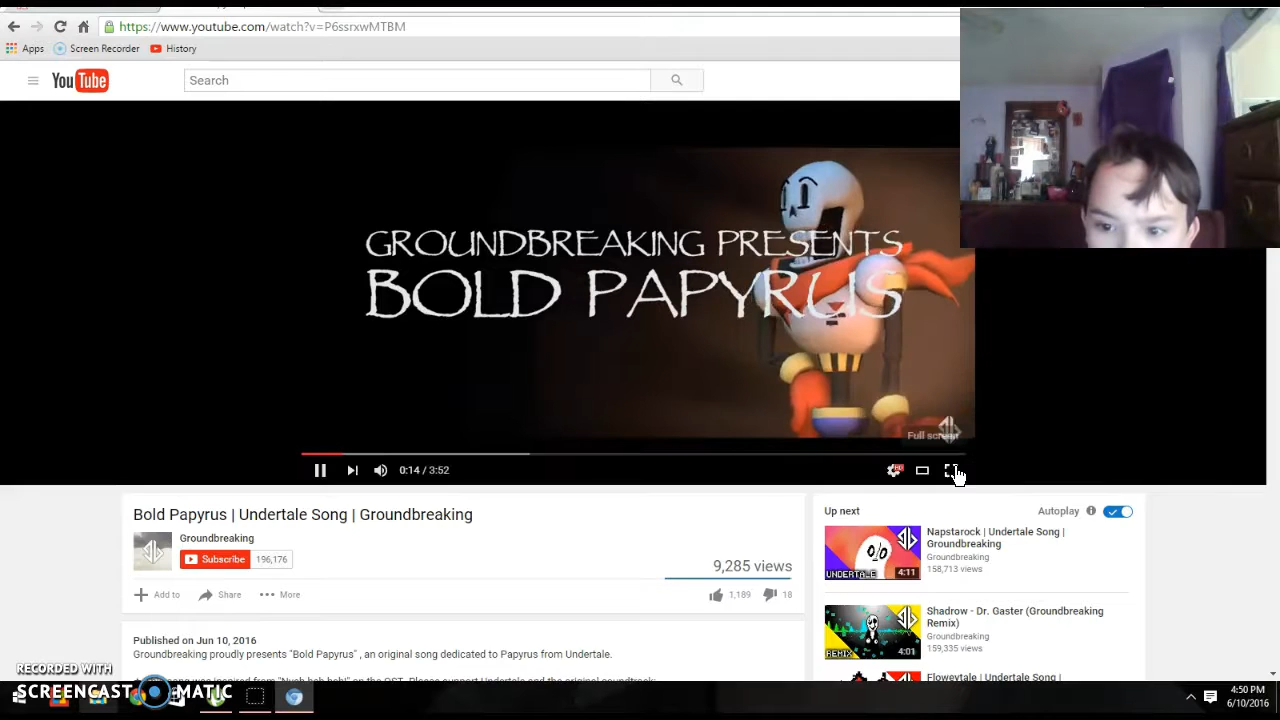 https://www.youtube.com/watch?v=P6ssrxwMTBM
Apps Screen Recorder History
YouTube
Search
GROUNDBREAKING PRESENTS
BOLD PAPYRUS
Full screen
0:14 / 3:52
HD
Bold Papyrus | Undertale Song | Groundbreaking
Groundbreaking
Subscribe 196,176
9,285 views
Add to Share More 1,189 18
Published on Jun 10, 2016
Groundbreaking proudly presents "Bold Papyrus" , an original song dedicated to Papyrus from Undertale.
Up next Autoplay
Napstarock | Undertale Song |
Groundbreaking
Groundbreaking
158,713 views
UNDERTALE 4:11
Shadrow - Dr. Gaster (Groundbreaking
Remix)
Groundbreaking
159,335 views
REMIX 4:01
Floweytale | Undertale Song |
RECORDED WITH
SCREENCAST MATIC
4:50 PM
6/10/2016